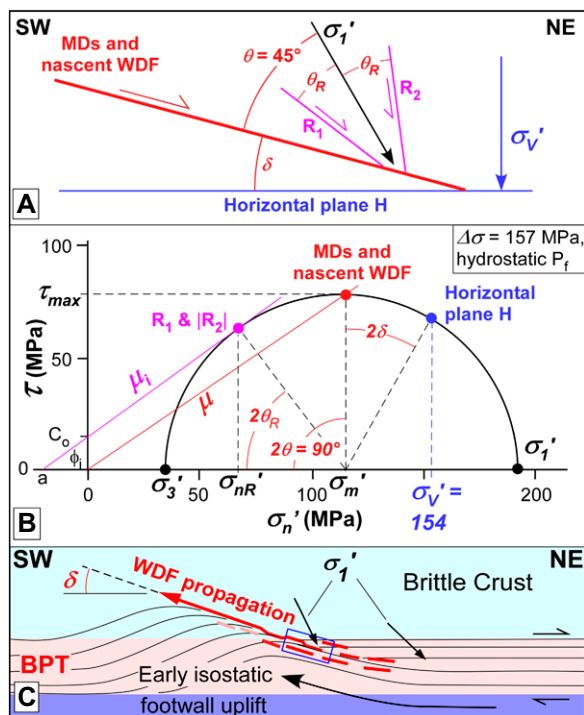 SW
NE
σ1'
MDs and
nascent WDF
θ = 45°
θR
θR
R2
R1
σV'
δ
A
Horizontal plane H
B
100
MDs and
nascent WDF
Δσ = 157 MPa,
hydrostatic Pf
τmax
R1 & |R2|
Horizontal
plane H
2δ
τ (MPa)
50
μi
μ
2θR
Co
ϕi
2θ = 90°
σ1'
0
a
0
σ3'
50
σnR'
100
σm'
σV' =
154
200
σn' (MPa)
SW
NE
δ
WDF propagation
σ1'
Brittle Crust
BPT
Early isostatic
footwall uplift
C